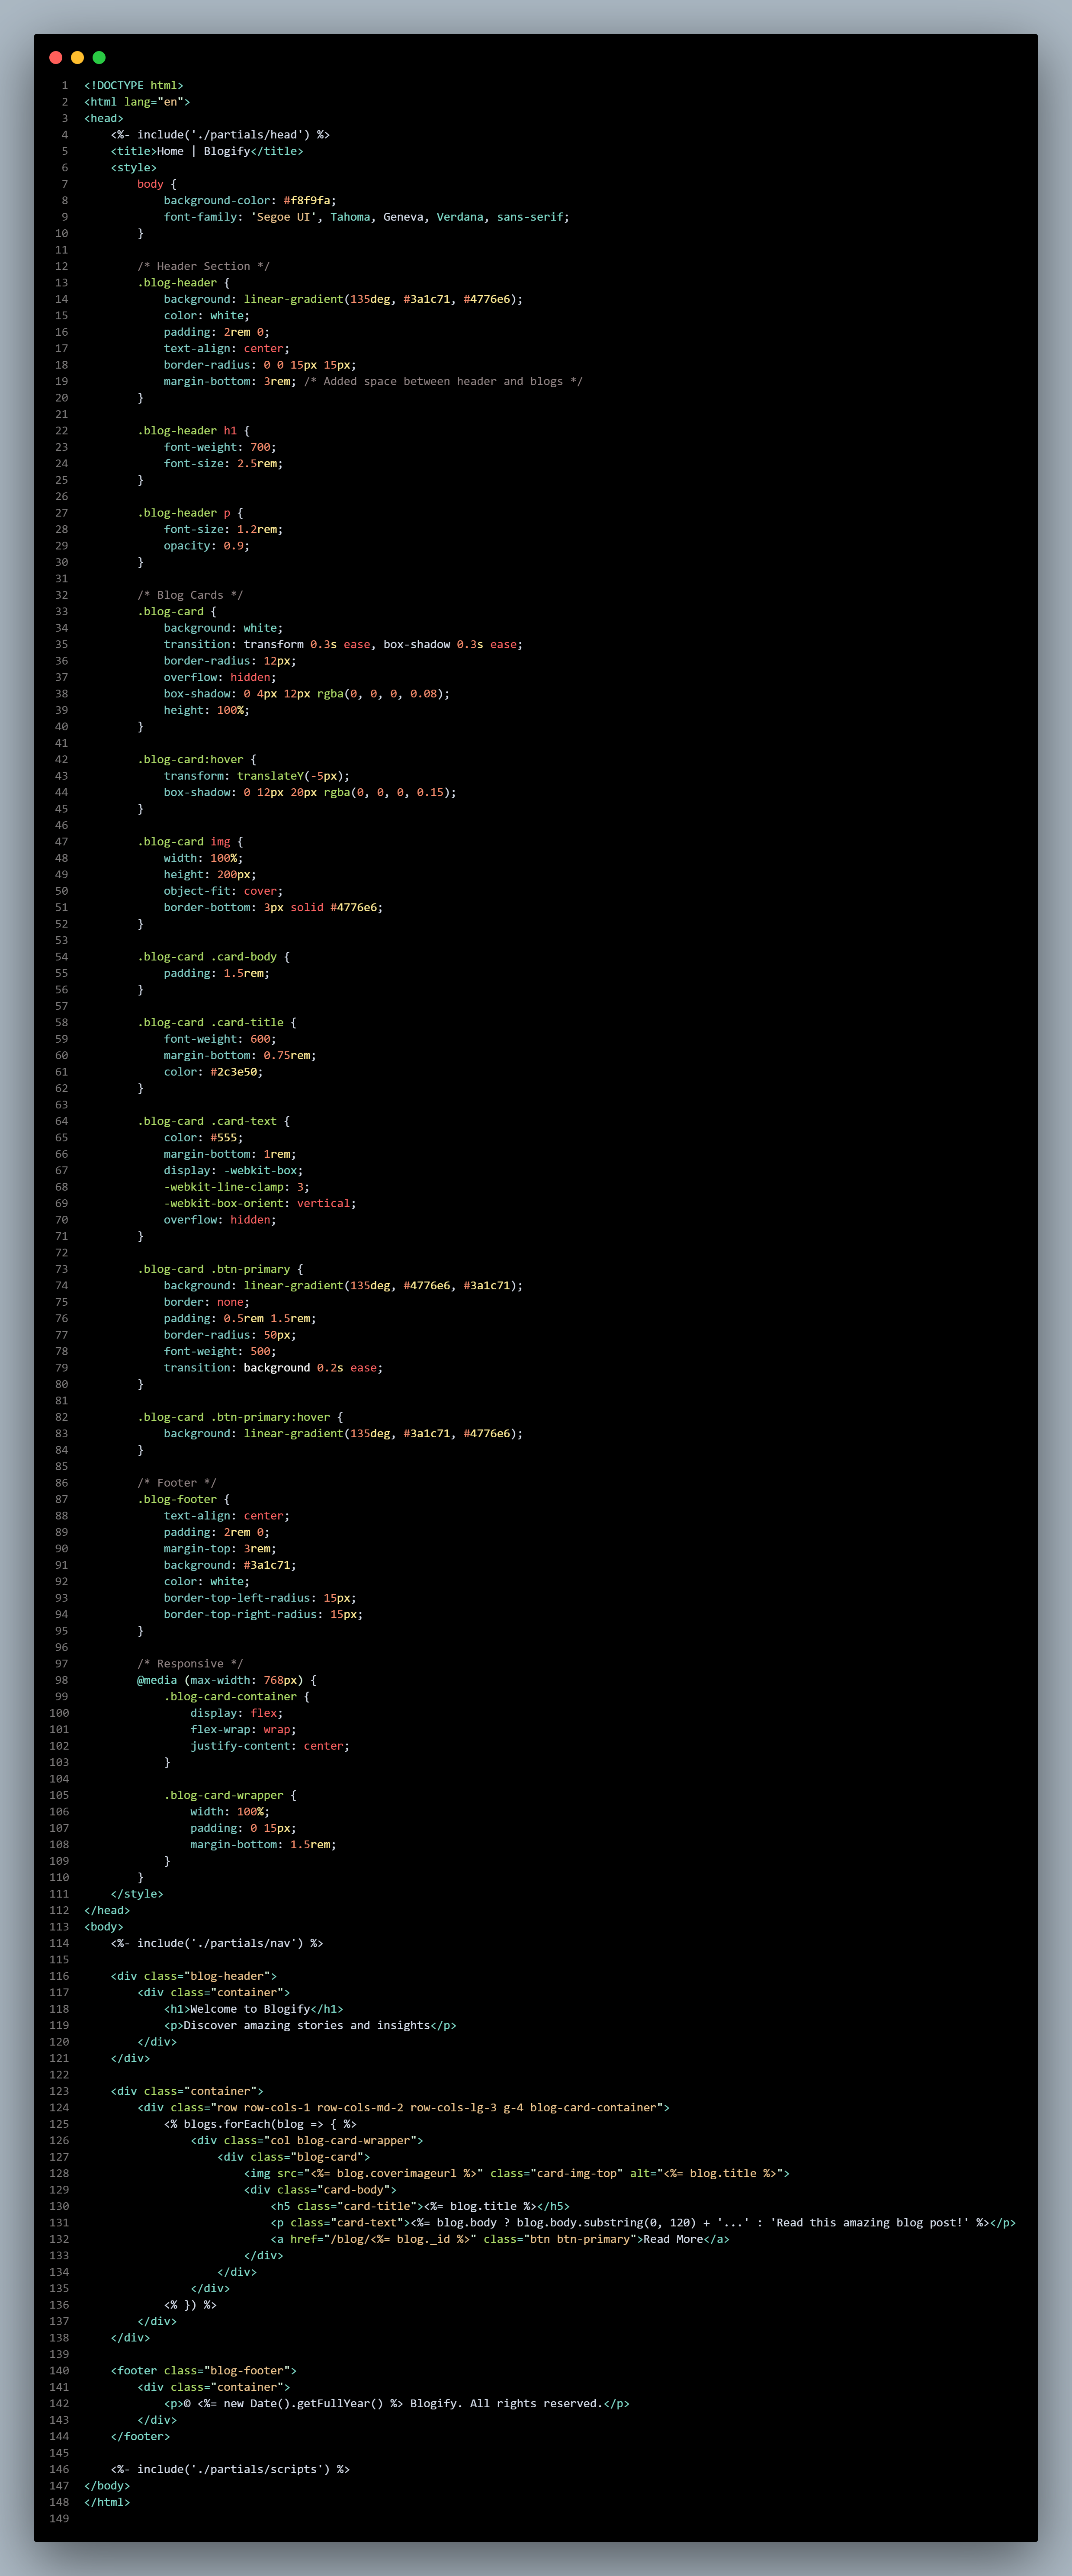 1 <!DOCTYPE html>
2 <html lang="en">
3 <head>
4     <%- include('./partials/head') %>
5     <title>Home | Blogify</title>
6     <style>
7         body {
8             background-color: #f8f9fa;
9             font-family: 'Segoe UI', Tahoma, Geneva, Verdana, sans-serif;
10         }
11
12         /* Header Section */
13         .blog-header {
14             background: linear-gradient(135deg, #3a1c71, #4776e6);
15             color: white;
16             padding: 2rem 0;
17             text-align: center;
18             border-radius: 0 0 15px 15px;
19             margin-bottom: 3rem; /* Added space between header and blogs */
20         }
21
22         .blog-header h1 {
23             font-weight: 700;
24             font-size: 2.5rem;
25         }
26
27         .blog-header p {
28             font-size: 1.2rem;
29             opacity: 0.9;
30         }
31
32         /* Blog Cards */
33         .blog-card {
34             background: white;
35             transition: transform 0.3s ease, box-shadow 0.3s ease;
36             border-radius: 12px;
37             overflow: hidden;
38             box-shadow: 0 4px 12px rgba(0, 0, 0, 0.08);
39             height: 100%;
40         }
41
42         .blog-card:hover {
43             transform: translateY(-5px);
44             box-shadow: 0 12px 20px rgba(0, 0, 0, 0.15);
45         }
46
47         .blog-card img {
48             width: 100%;
49             height: 200px;
50             object-fit: cover;
51             border-bottom: 3px solid #4776e6;
52         }
53
54         .blog-card .card-body {
55             padding: 1.5rem;
56         }
57
58         .blog-card .card-title {
59             font-weight: 600;
60             margin-bottom: 0.75rem;
61             color: #2c3e50;
62         }
63
64         .blog-card .card-text {
65             color: #555;
66             margin-bottom: 1rem;
67             display: -webkit-box;
68             -webkit-line-clamp: 3;
69             -webkit-box-orient: vertical;
70             overflow: hidden;
71         }
72
73         .blog-card .btn-primary {
74             background: linear-gradient(135deg, #4776e6, #3a1c71);
75             border: none;
76             padding: 0.5rem 1.5rem;
77             border-radius: 50px;
78             font-weight: 500;
79             transition: background 0.2s ease;
80         }
81
82         .blog-card .btn-primary:hover {
83             background: linear-gradient(135deg, #3a1c71, #4776e6);
84         }
85
86         /* Footer */
87         .blog-footer {
88             text-align: center;
89             padding: 2rem 0;
90             margin-top: 3rem;
91             background: #3a1c71;
92             color: white;
93             border-top-left-radius: 15px;
94             border-top-right-radius: 15px;
95         }
96
97         /* Responsive */
98         @media (max-width: 768px) {
99             .blog-card-container {
100                 display: flex;
101                 flex-wrap: wrap;
102                 justify-content: center;
103             }
104
105             .blog-card-wrapper {
106                 width: 100%;
107                 padding: 0 15px;
108                 margin-bottom: 1.5rem;
109             }
110         }
111     </style>
112 </head>
113 <body>
114     <%- include('./partials/nav') %>
115
116     <div class="blog-header">
117         <div class="container">
118             <h1>Welcome to Blogify</h1>
119             <p>Discover amazing stories and insights</p>
120         </div>
121     </div>
122
123     <div class="container">
124         <div class="row row-cols-1 row-cols-md-2 row-cols-lg-3 g-4 blog-card-container">
125             <% blogs.forEach(blog => { %>
126                 <div class="col blog-card-wrapper">
127                     <div class="blog-card">
128                         <img src="<%= blog.coverimageurl %>" class="card-img-top" alt="<%= blog.title %>">
129                         <div class="card-body">
130                             <h5 class="card-title"><%= blog.title %></h5>
131                             <p class="card-text"><%= blog.body ? blog.body.substring(0, 120) + '...' : 'Read this amazing blog post!' %></p>
132                             <a href="/blog/<%= blog._id %>" class="btn btn-primary">Read More</a>
133                         </div>
134                     </div>
135                 </div>
136             <% }) %>
137         </div>
138     </div>
139
140     <footer class="blog-footer">
141         <div class="container">
142             <p>© <%= new Date().getFullYear() %> Blogify. All rights reserved.</p>
143         </div>
144     </footer>
145
146     <%- include('./partials/scripts') %>
147 </body>
148 </html>
149